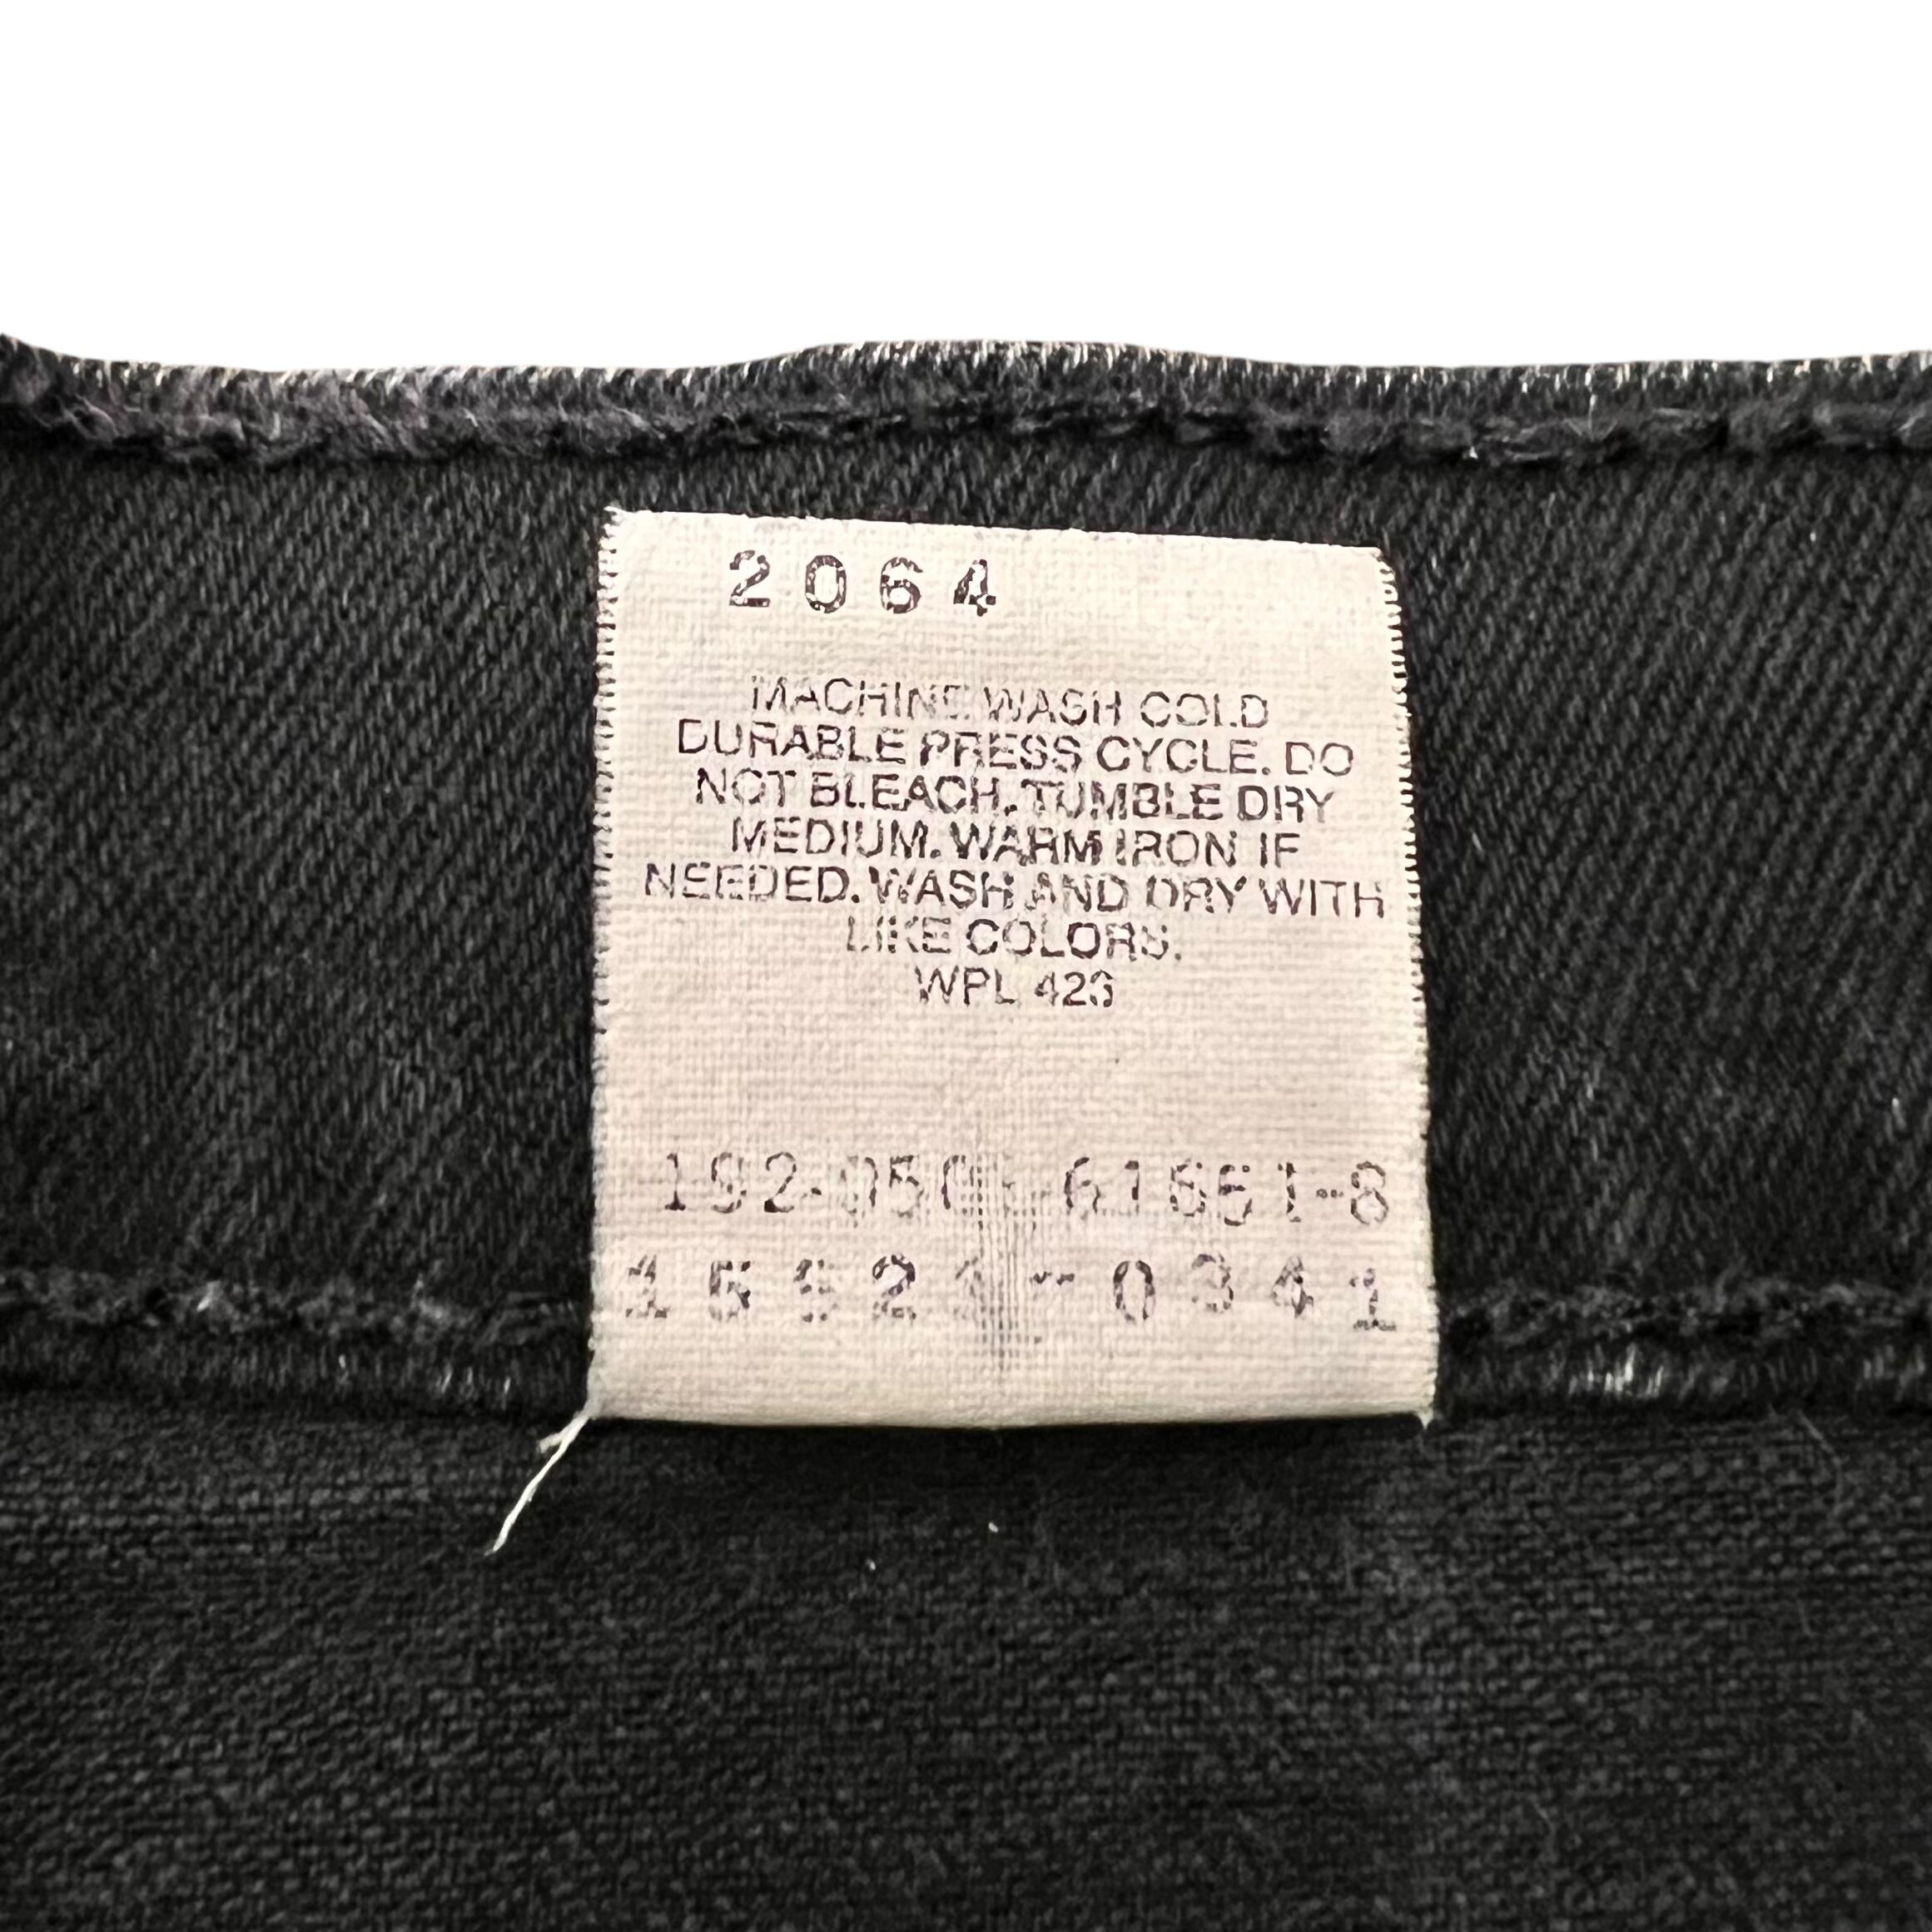 2064
MACHINE WASH COLD
DURABLE PRESS CYCLE. DO
NOT BLEACH. TUMBLE DRY
MEDIUM. WARM IRON IF
NEEDED. WASH AND DRY WITH
LIKE COLORS.
WPL 423